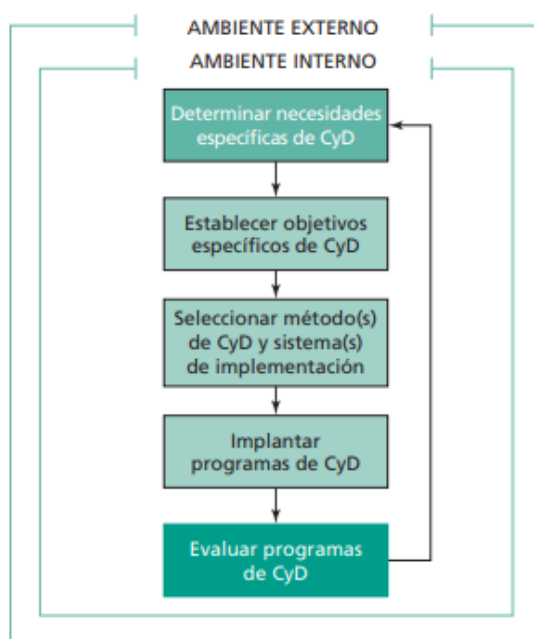 AMBIENTE EXTERNO
AMBIENTE INTERNO
Determinar necesidades
específicas de CyD
Establecer objetivos
específicos de CyD
Seleccionar método(s)
de CyD y sistema(s)
de implementación
Implantar
programas de CyD
Evaluar programas
de CyD